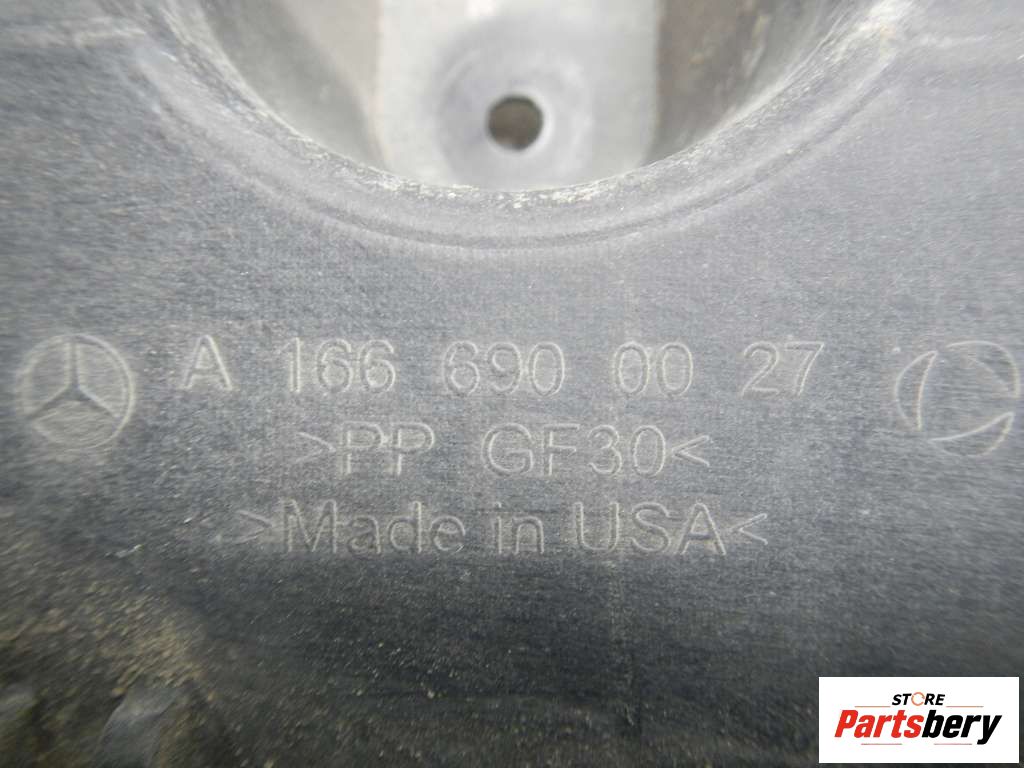 A 166 690 00 27
>PP GF30<
>Made in USA<
STORE
Partsbery